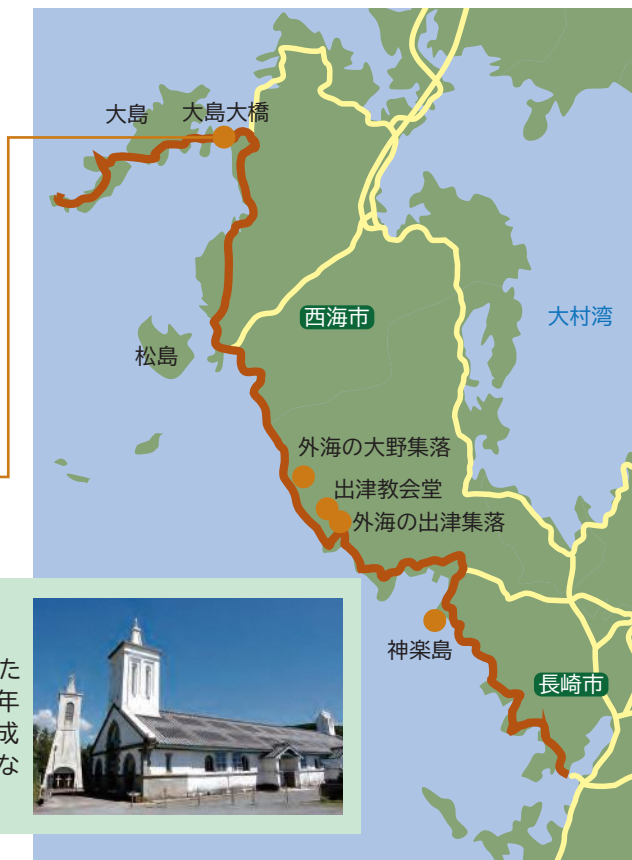 大島
大島大橋
西海市
大村湾
松島
外海の大野集落
出津教会堂
外海の出津集落
神楽島
長崎市
た
年
成
な